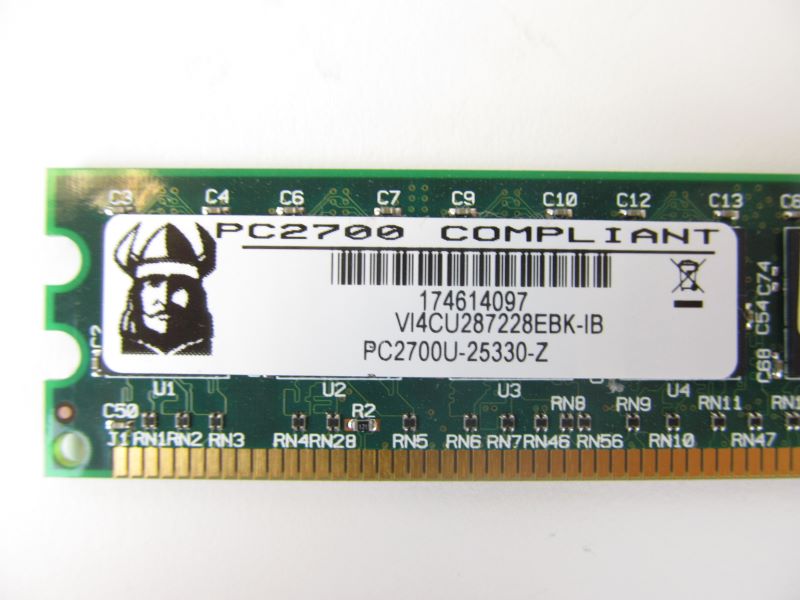 C3 C4 C6 C7 C9 C10 C12 C13
PC2700 COMPLIANT
174614097
VI4CU287228EBK-IB
PC2700U-25330-Z
C54 C74
C68
U1 U2 U3 U4
C50 R2 RN8 RN9 RN11
J1 RN1 RN2 RN3 RN4 RN28 RN5 RN6 RN7 RN46 RN56 RN10 RN47